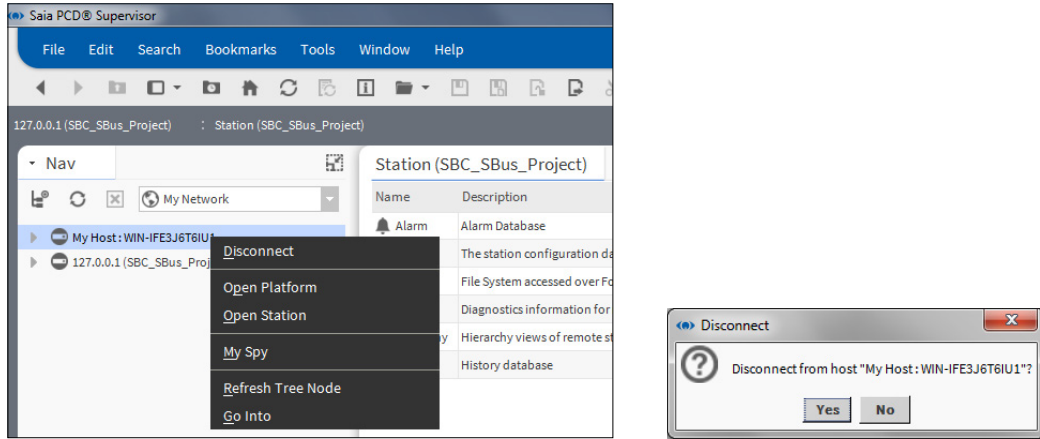 Saia PCD® Supervisor
File Edit Search Bookmarks Tools Window Help
127.0.0.1 (SBC_SBus_Project) : Station (SBC_SBus_Project)
Nav
My Network
My Host : WIN-IFE3J6T6IU1
127.0.0.1 (SBC_SBus_Proj
Disconnect
Open Platform
Open Station
My Spy
Refresh Tree Node
Go Into
Station (SBC_SBus_Project)
Name Description
Alarm Alarm Database
The station configuration da
File System accessed over Fo
Diagnostics information for
y Hierarchy views of remote st
History database
Disconnect
Disconnect from host "My Host : WIN-IFE3J6T6IU1"?
Yes No